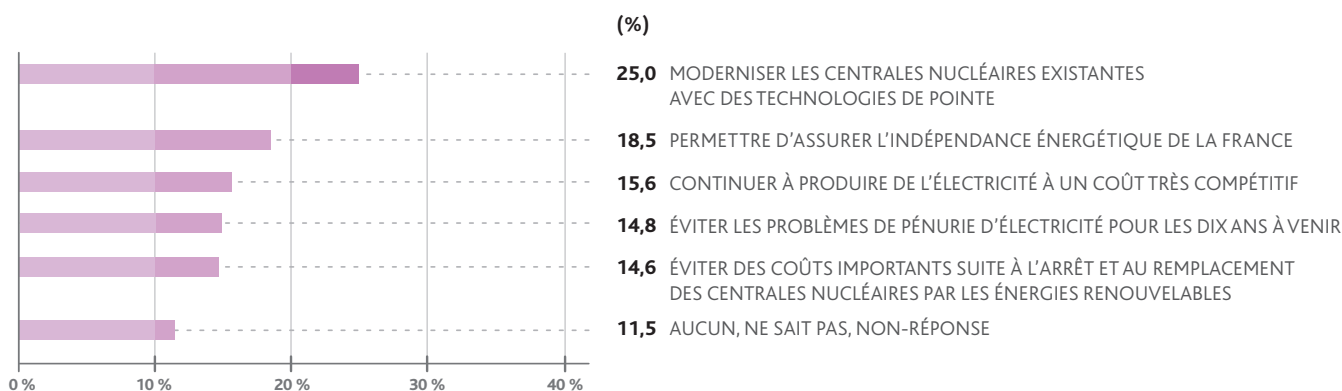 (%)
25,0 MODERNISER LES CENTRALES NUCLÉAIRES EXISTANTES
AVEC DES TECHNOLOGIES DE POINTE
18,5 PERMETTRE D'ASSURER L'INDÉPENDANCE ÉNERGÉTIQUE DE LA FRANCE
15,6 CONTINUER À PRODUIRE DE L'ÉLECTRICITÉ À UN COÛT TRÈS COMPÉTITIF
14,8 ÉVITER LES PROBLÈMES DE PÉNURIE D'ÉLECTRICITÉ POUR LES DIX ANS À VENIR
14,6 ÉVITER DES COÛTS IMPORTANTS SUITE À L'ARRÊT ET AU REMPLACEMENT
DES CENTRALES NUCLÉAIRES PAR LES ÉNERGIES RENOUVELABLES
11,5 AUCUN, NE SAIT PAS, NON-RÉPONSE
0 % 10 % 20 % 30 % 40 %